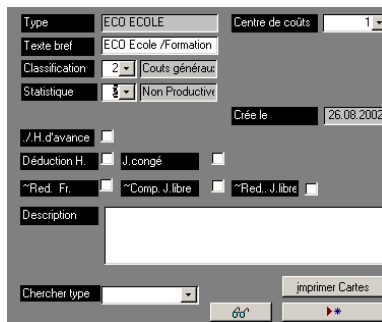 Type ECO ECOLE Centre de coûts 1
Texte bref ECO Ecole /Formation
Classification 2 Couts générau
Statistique Non Productive
Crée le 26.08.2002
./.H.d'avance
Déduction H. J.congé
~Red. Fr. ~Comp. J.libre ~Red.. J.libre
Description
Chercher type imprimer Cartes